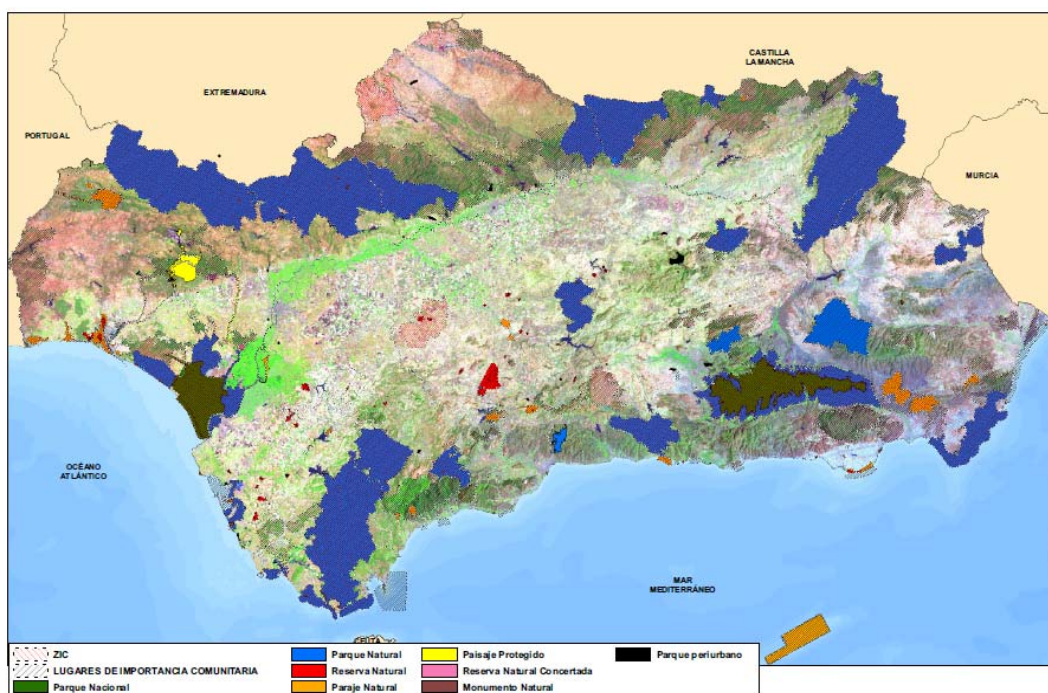 CASTILLA
LA MANCHA
EXTREMADURA
PORTUGAL
MURCIA
OCÉANO
ATLÁNTICO
MAR
MEDITERRÁNEO
CEUTA
ZIC
LUGARES DE IMPORTANCIA COMUNITARIA
Parque Nacional
Parque Natural
Reserva Natural
Paraje Natural
Paisaje Protegido
Reserva Natural Concertada
Monumento Natural
Parque periurbano